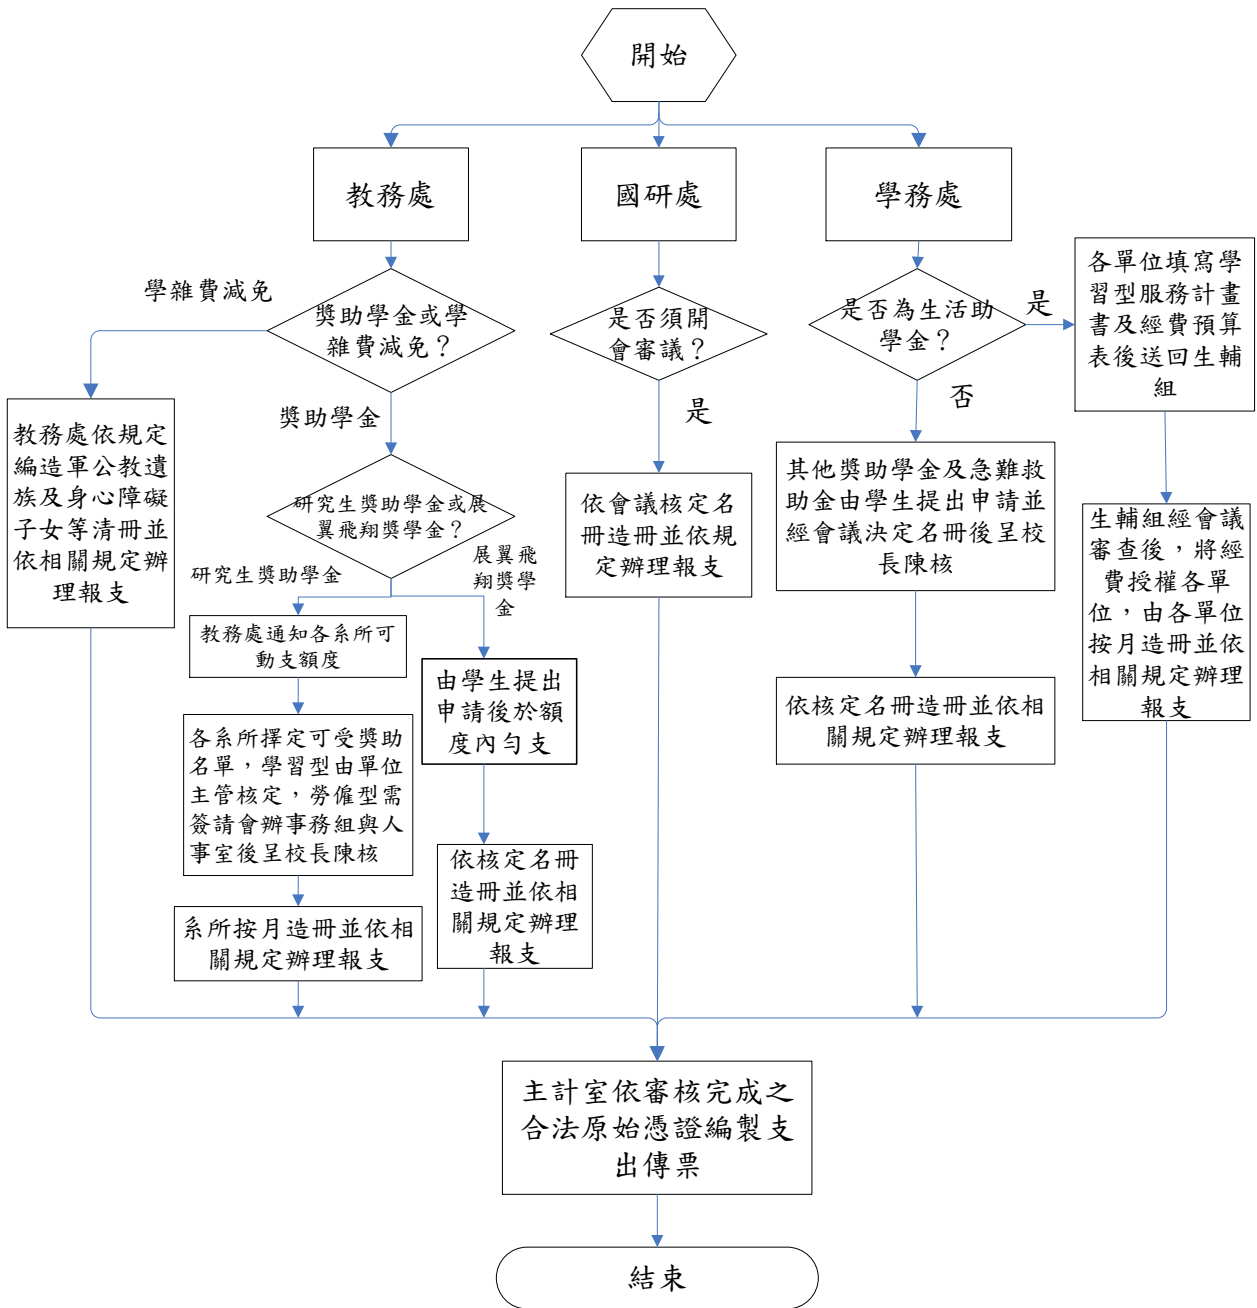 開始
教務處
國研處
學務處
學雜費減免
獎助學金或學
雜費減免？
是否須開
會審議？
是否為生活助
學金？
是
各單位填寫學
習型服務計畫
書及經費預算
表後送回生輔
組
教務處依規定
編造軍公教遺
族及身心障礙
子女等清冊並
依相關規定辦
理報支
獎助學金
是
否
研究生獎助學金或展
翼飛翔獎學金？
依會議核定名
冊造冊並依規
定辦理報支
其他獎助學金及急難救
助金由學生提出申請並
經會議決定名冊後呈校
長陳核
生輔組經會議
審查後，將經
費授權各單
位，由各單位
按月造冊並依
相關規定辦理
報支
研究生獎助學金
展翼飛
翔獎學
金
教務處通知各系所可
動支額度
由學生提出
申請後於額
度內勻支
依核定名冊造冊並依相
關規定辦理報支
各系所擇定可受獎助
名單，學習型由單位
主管核定，勞僱型需
簽請會辦事務組與人
事室後呈校長陳核
依核定名冊
造冊並依相
關規定辦理
報支
系所按月造冊並依相
關規定辦理報支
主計室依審核完成之
合法原始憑證編製支
出傳票
結束